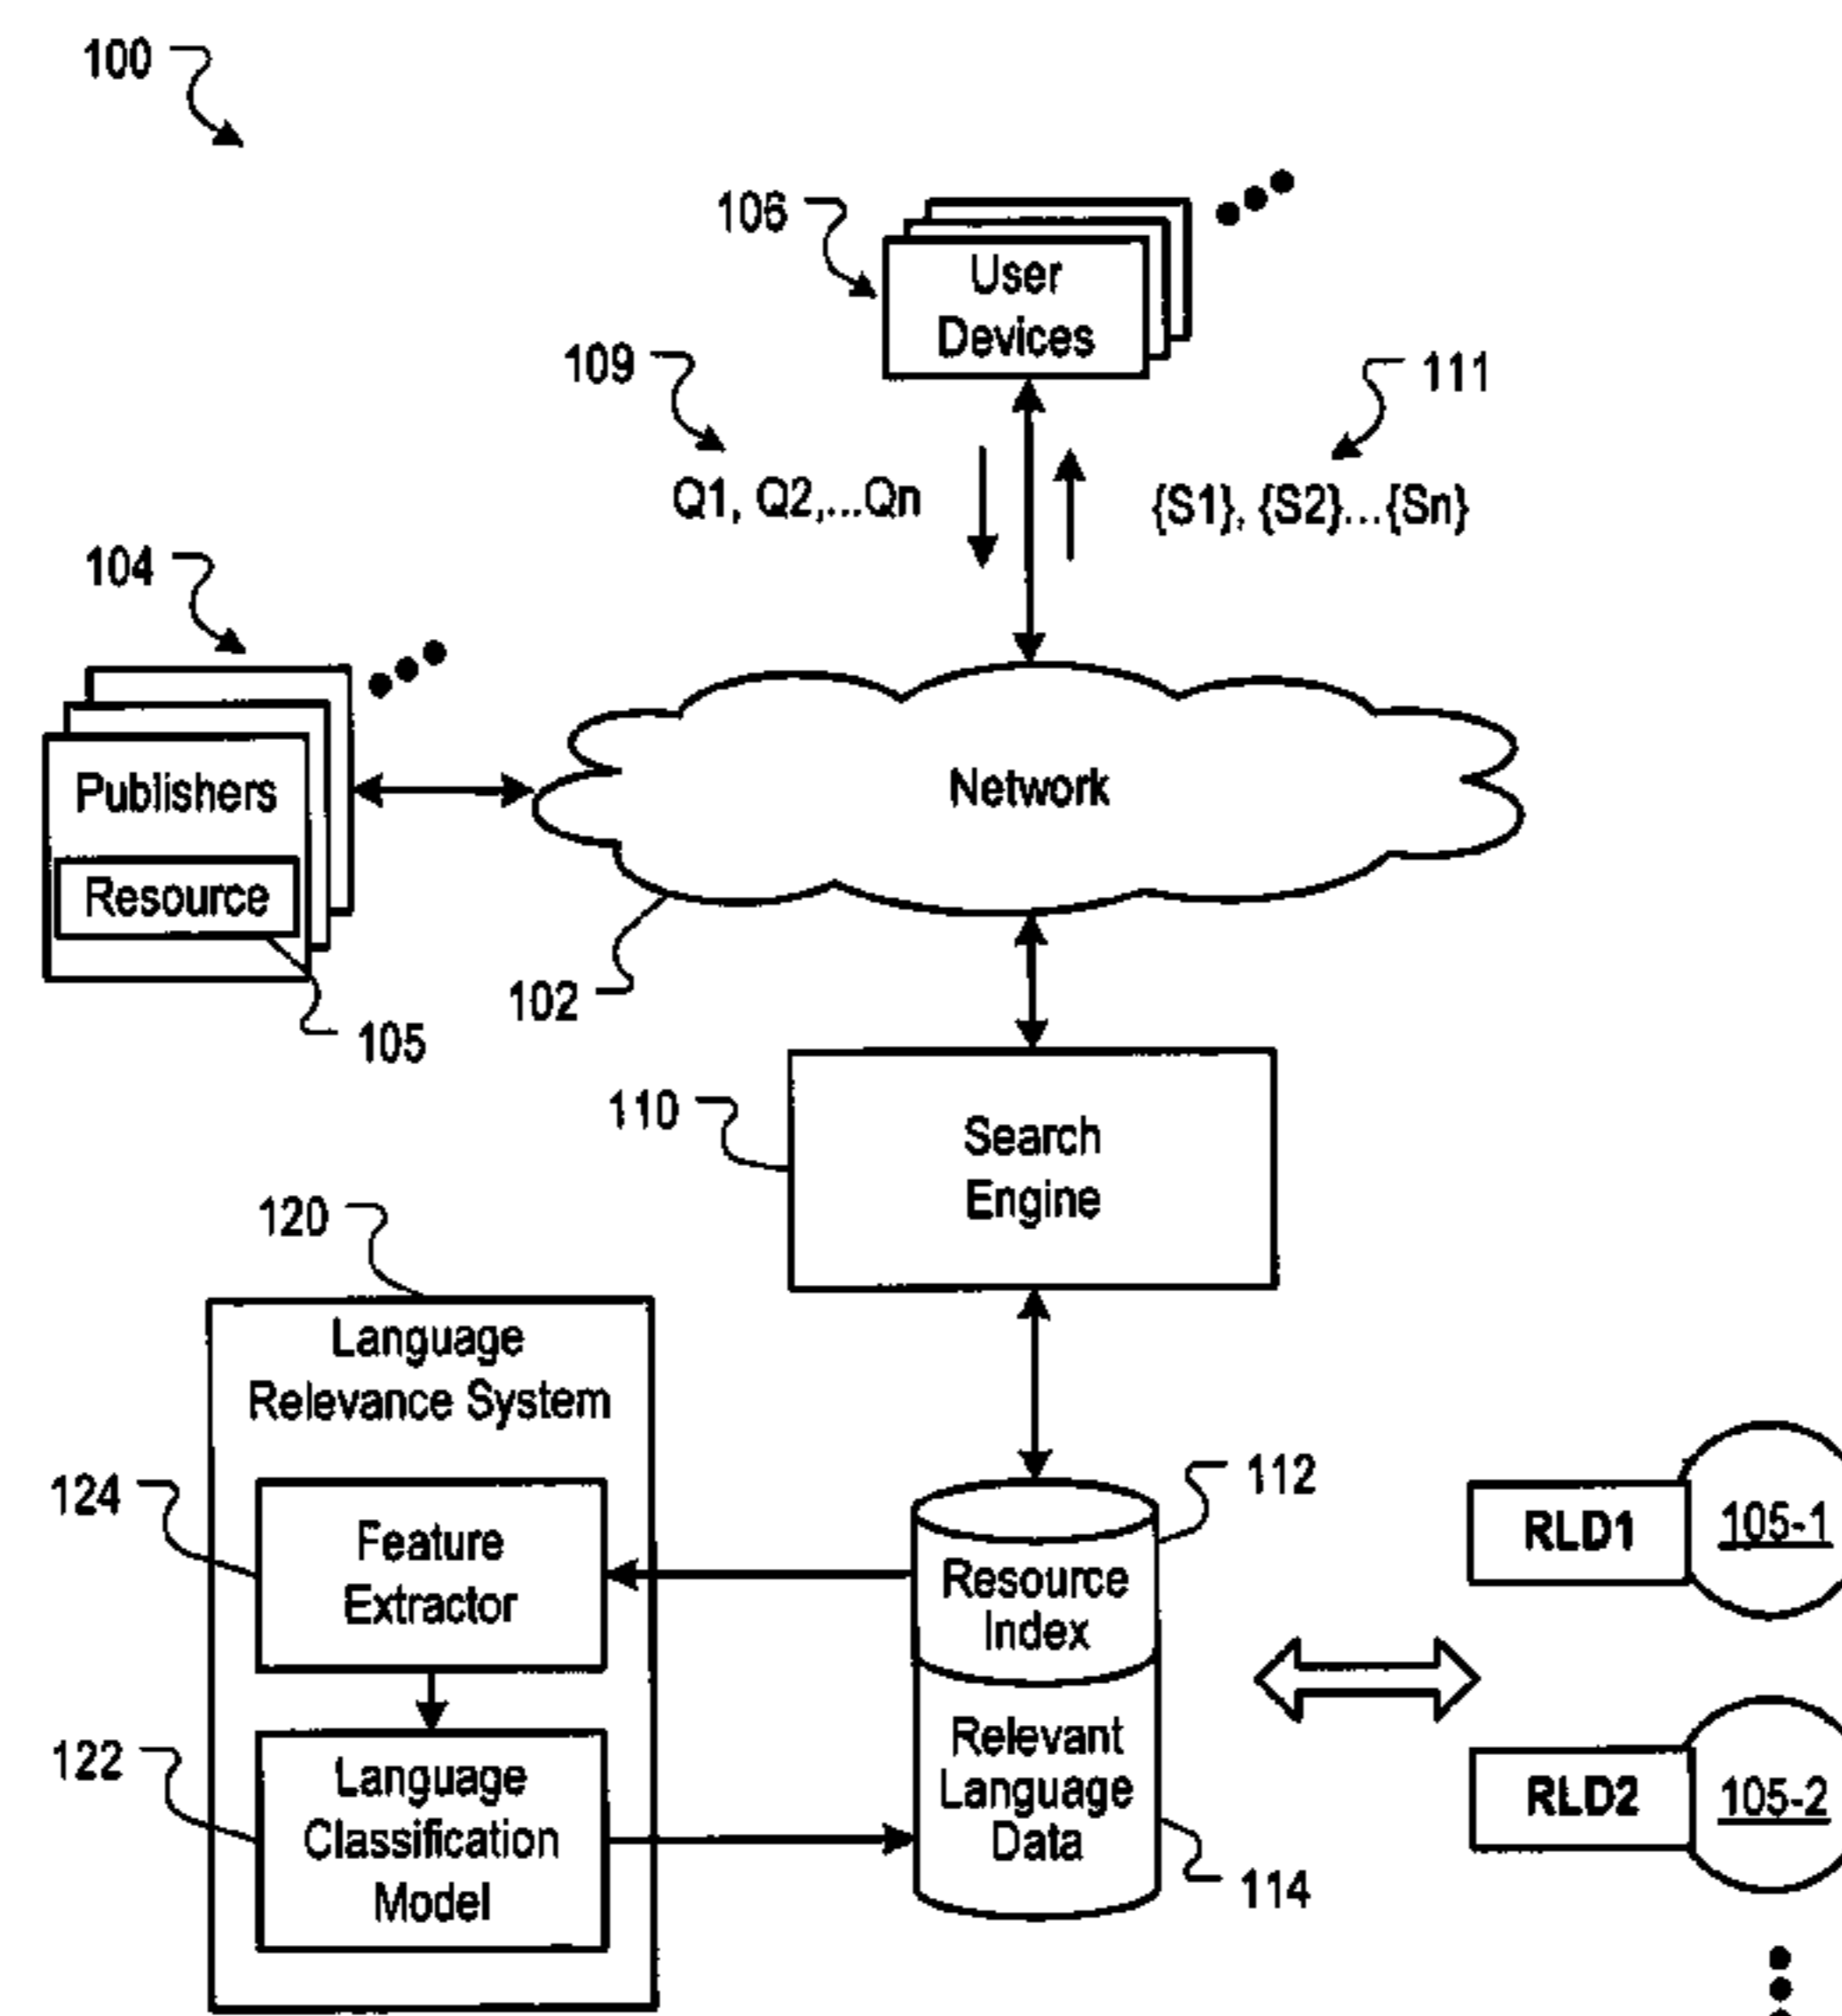 100
106
User
Devices
109
111
Q1, Q2,...Qn
{S1}, {S2}...{Sn}
104
Publishers
Resource
Network
102
105
110
Search
Engine
120
Language
Relevance System
124
Feature
Extractor
112
Resource
Index
RLD1
105-1
122
Language
Classification
Model
Relevant
Language
Data
114
RLD2
105-2